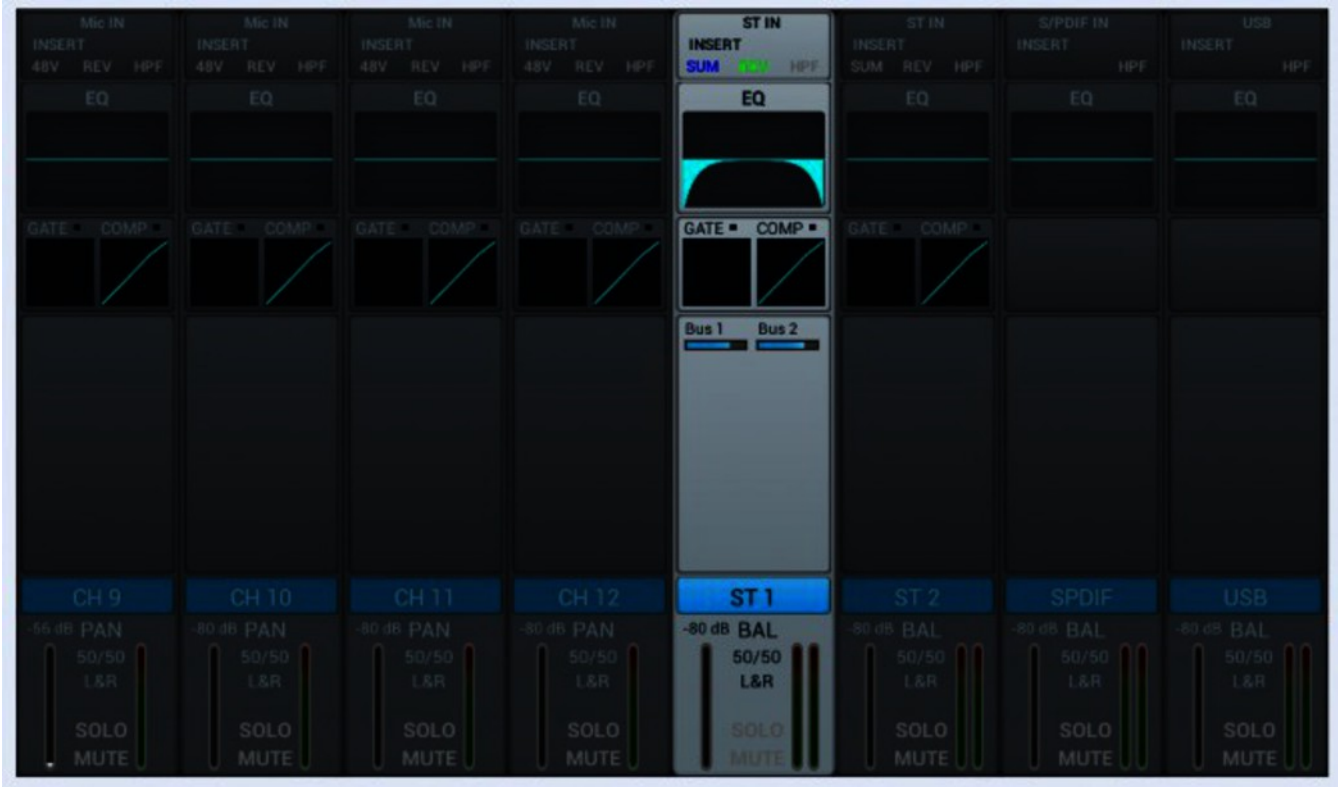 Mic IN Mic IN Mic IN Mic IN ST IN ST IN S/PDIF IN USB
INSERT INSERT INSERT INSERT INSERT INSERT INSERT INSERT
48V REV HPF 48V REV HPF 48V REV HPF 48V REV HPF SUM REV HPF SUM REV HPF HPF HPF
EQ EQ EQ EQ EQ EQ EQ EQ
GATE COMP GATE COMP GATE COMP GATE COMP GATE COMP GATE COMP
Bus 1 Bus 2
CH 9 CH 10 CH 11 CH 12 ST 1 ST 2 SPDIF USB
-56 dB PAN -80 dB PAN -80 dB PAN -80 dB PAN -80 dB BAL -80 dB BAL -80 dB BAL -80 dB BAL
50/50 50/50 50/50 50/50 50/50 50/50 50/50 50/50
L&R L&R L&R L&R L&R L&R L&R L&R
SOLO SOLO SOLO SOLO SOLO SOLO SOLO SOLO
MUTE MUTE MUTE MUTE MUTE MUTE MUTE MUTE